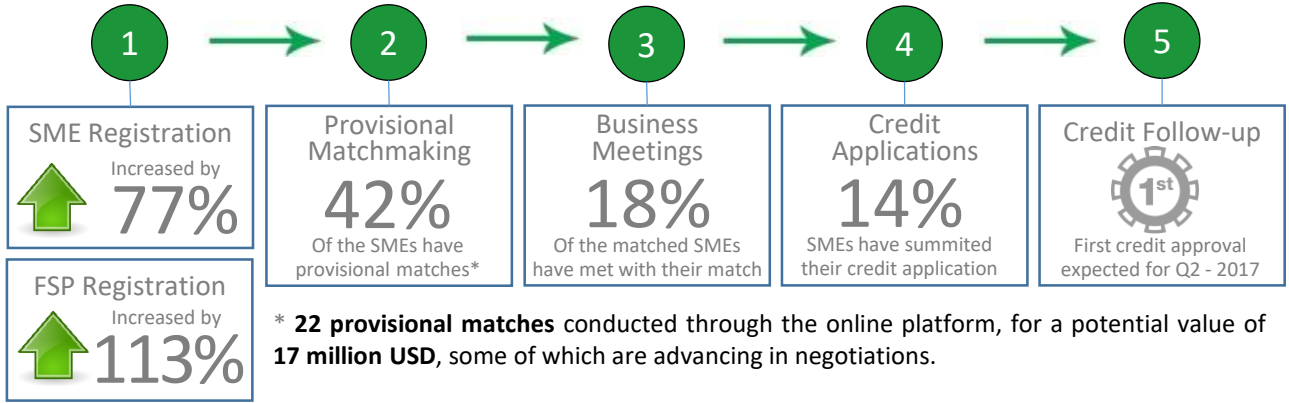 1
2
3
4
5
SME Registration
Increased by
77%
FSP Registration
Increased by
113%
Provisional
Matchmaking
42%
Of the SMEs have
provisional matches*
Business
Meetings
18%
Of the matched SMEs
have met with their match
Credit
Applications
14%
SMEs have summited
their credit application
Credit Follow-up
1st
First credit approval
expected for Q2 - 2017
* 22 provisional matches conducted through the online platform, for a potential value of
17 million USD, some of which are advancing in negotiations.